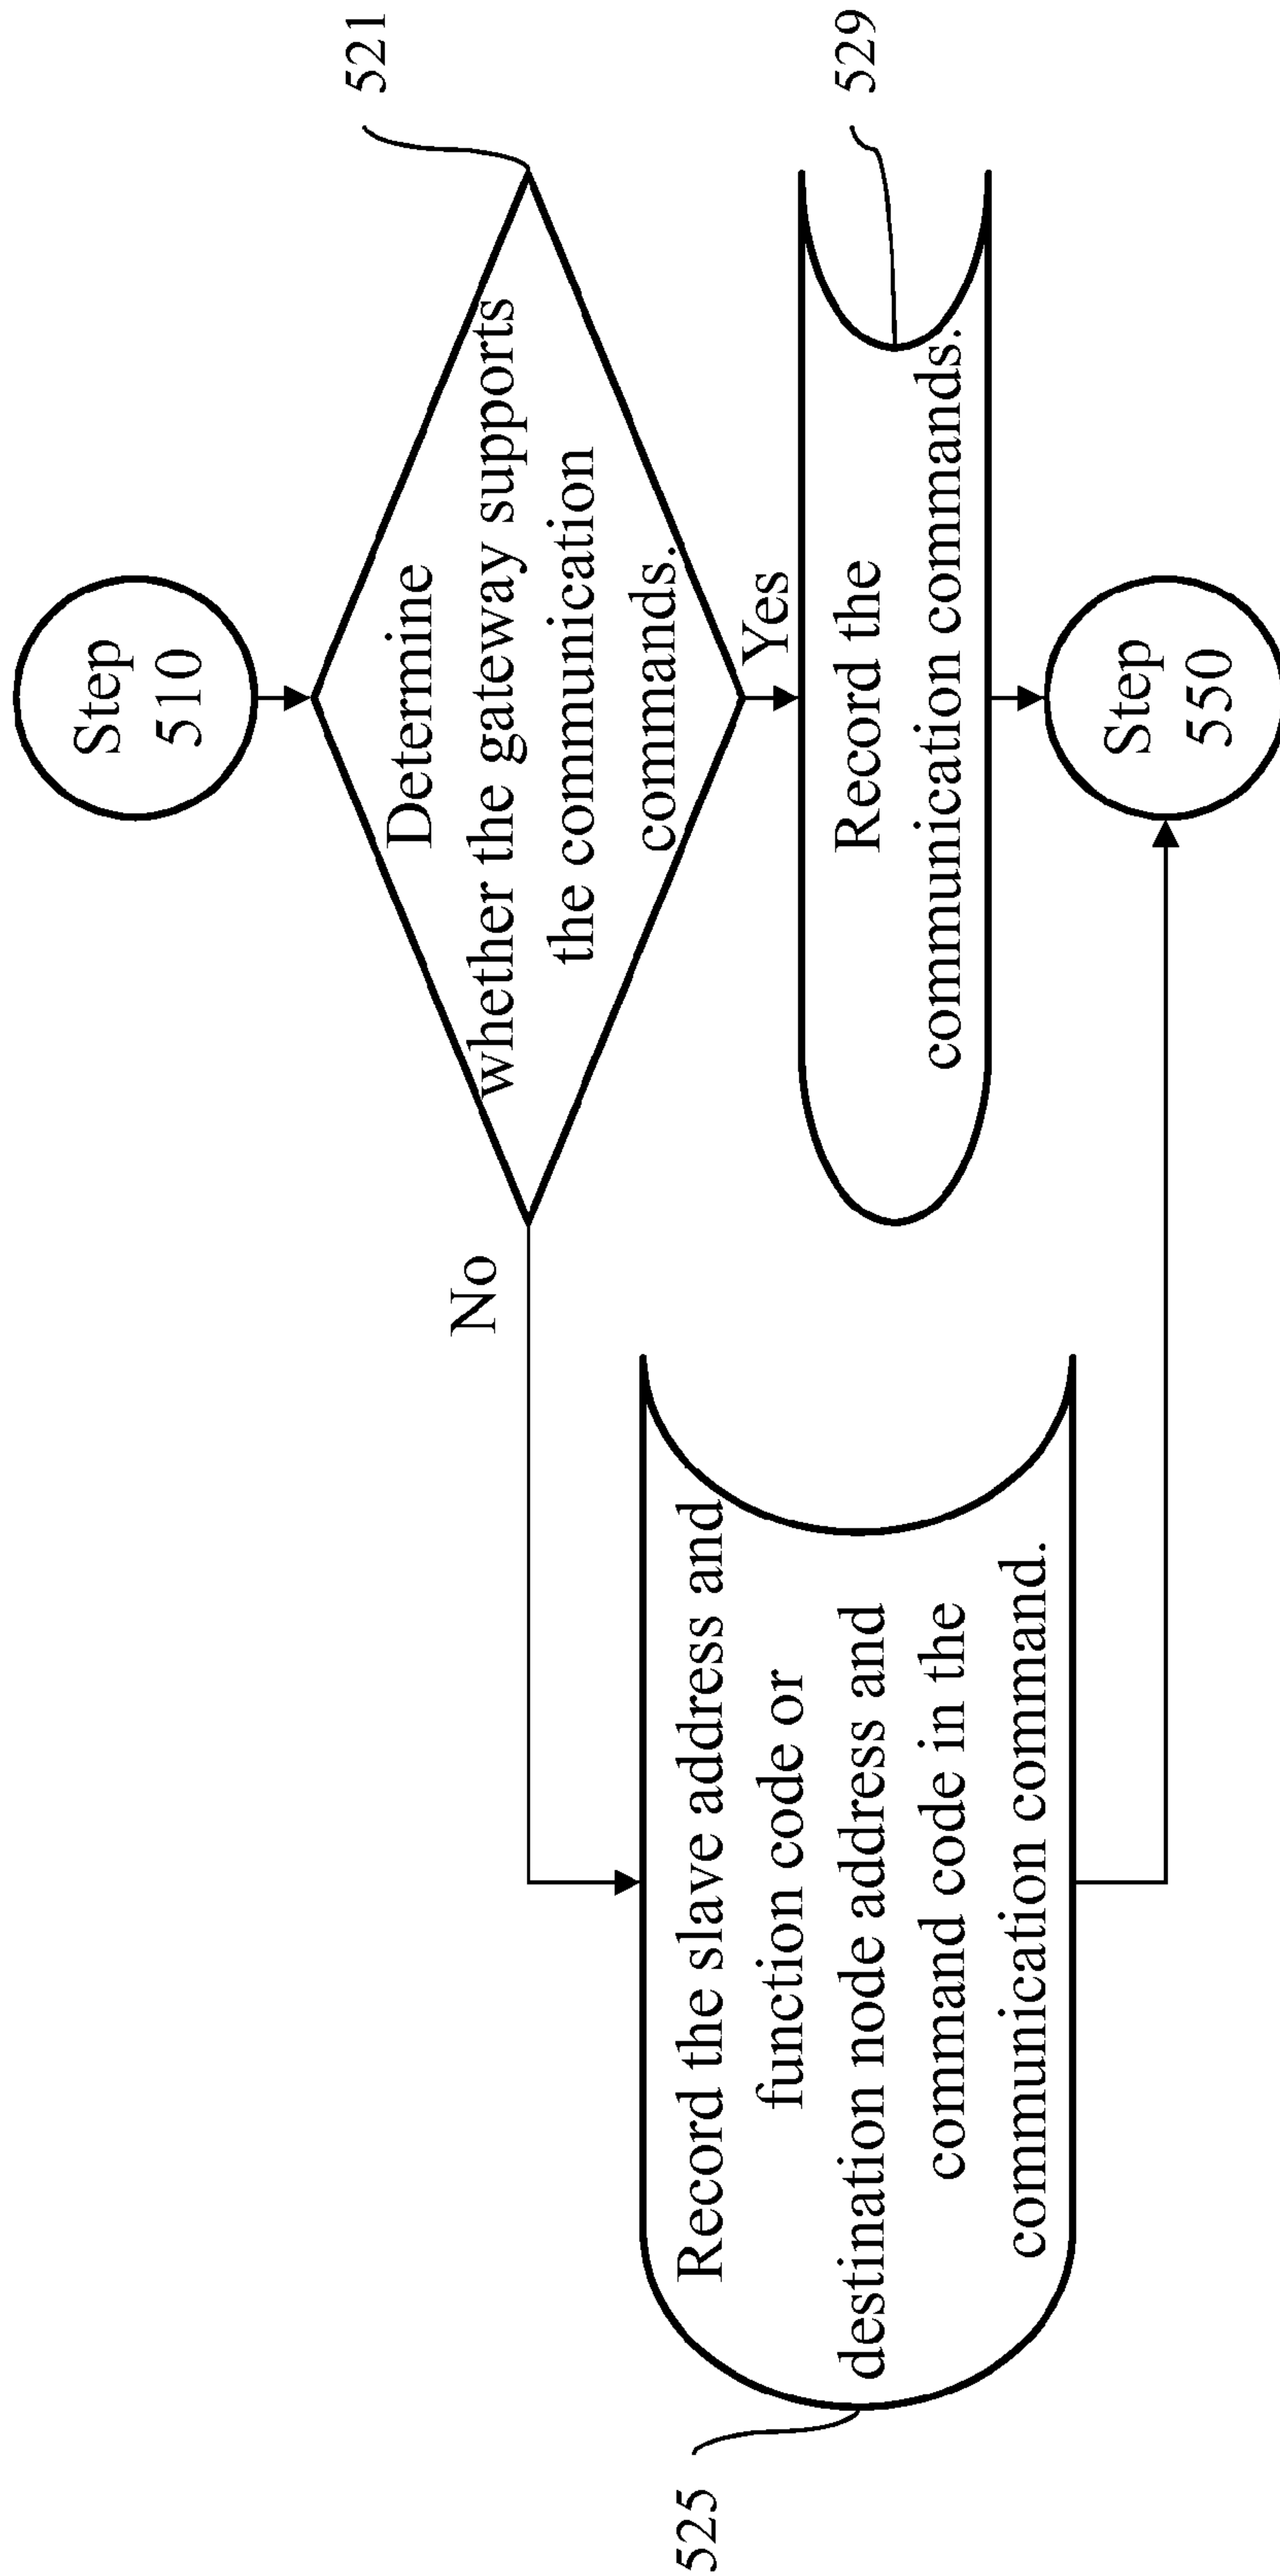 Step
510
521
Determine
whether the gateway supports
the communication
commands.
No
Yes
529
Record the
communication commands.
525
Record the slave address and
function code or
destination node address and
command code in the
communication command.
Step
550